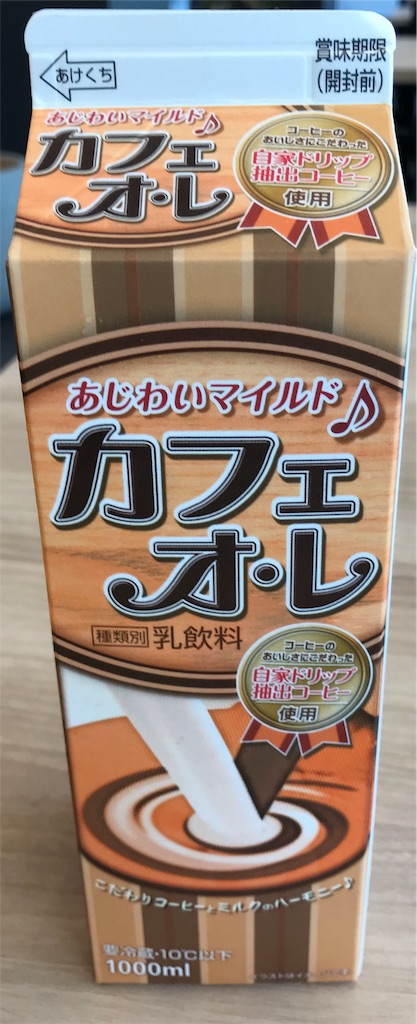 あけくち
賞味期限
(開封前)
あじわいマイルド♪
カフェ
オ・レ
コーヒーの
おいしさにこだわった
自家ドリップ
抽出コーヒー
使用
あじわいマイルド♪
カフェ
オ・レ
種類別 乳飲料
コーヒーの
おいしさにこだわった
自家ドリップ
抽出コーヒー
使用
こだわりコーヒーとミルクのハーモニー♪
要冷蔵・10℃以下
1000ml